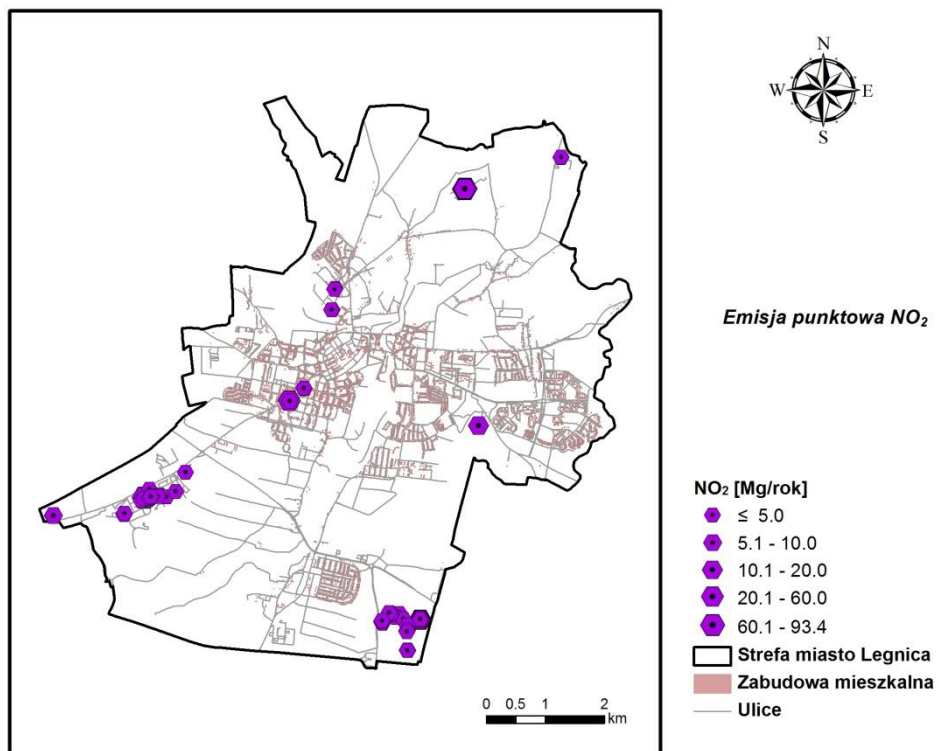 N
W E
S
Emisja punktowa NO₂
NO₂ [Mg/rok]
≤ 5.0
5.1 - 10.0
10.1 - 20.0
20.1 - 60.0
60.1 - 93.4
Strefa miasto Legnica
Zabudowa mieszkalna
Ulice
0 0.5 1 2
km